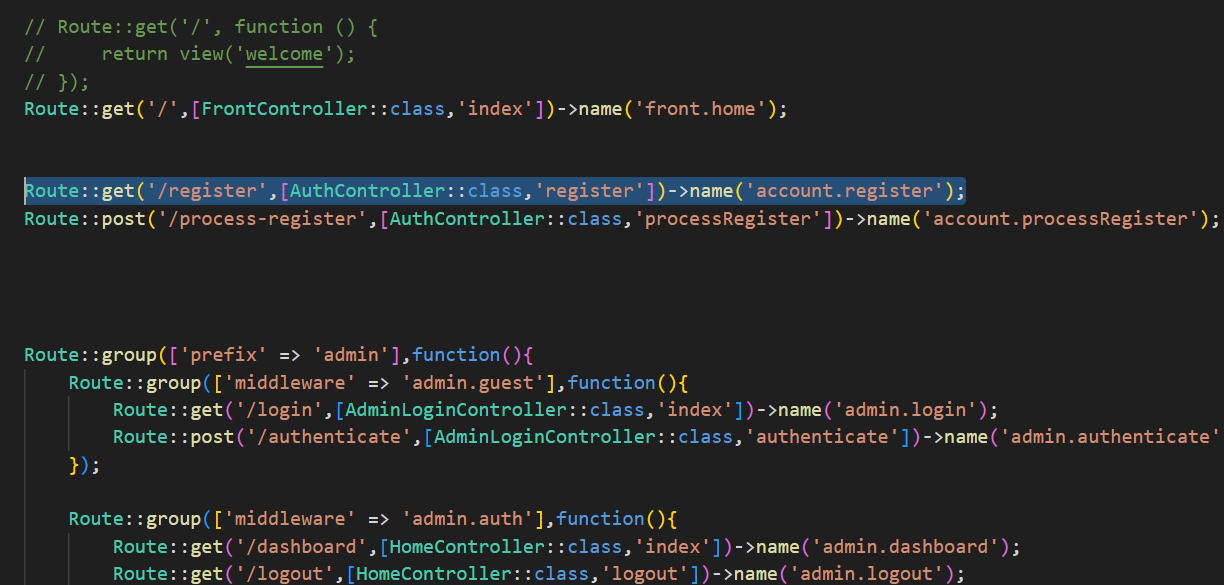 // Route::get('/', function () {
//     return view('welcome');
// });
Route::get('/',[FrontController::class,'index'])->name('front.home');
Route::get('/register',[AuthController::class,'register'])->name('account.register');
Route::post('/process-register',[AuthController::class,'processRegister'])->name('account.processRegister');
Route::group(['prefix' => 'admin'],function(){
    Route::group(['middleware' => 'admin.guest'],function(){
        Route::get('/login',[AdminLoginController::class,'index'])->name('admin.login');
        Route::post('/authenticate',[AdminLoginController::class,'authenticate'])->name('admin.authenticate'
    });
    Route::group(['middleware' => 'admin.auth'],function(){
        Route::get('/dashboard',[HomeController::class,'index'])->name('admin.dashboard');
        Route::get('/logout',[HomeController::class,'logout'])->name('admin.logout');